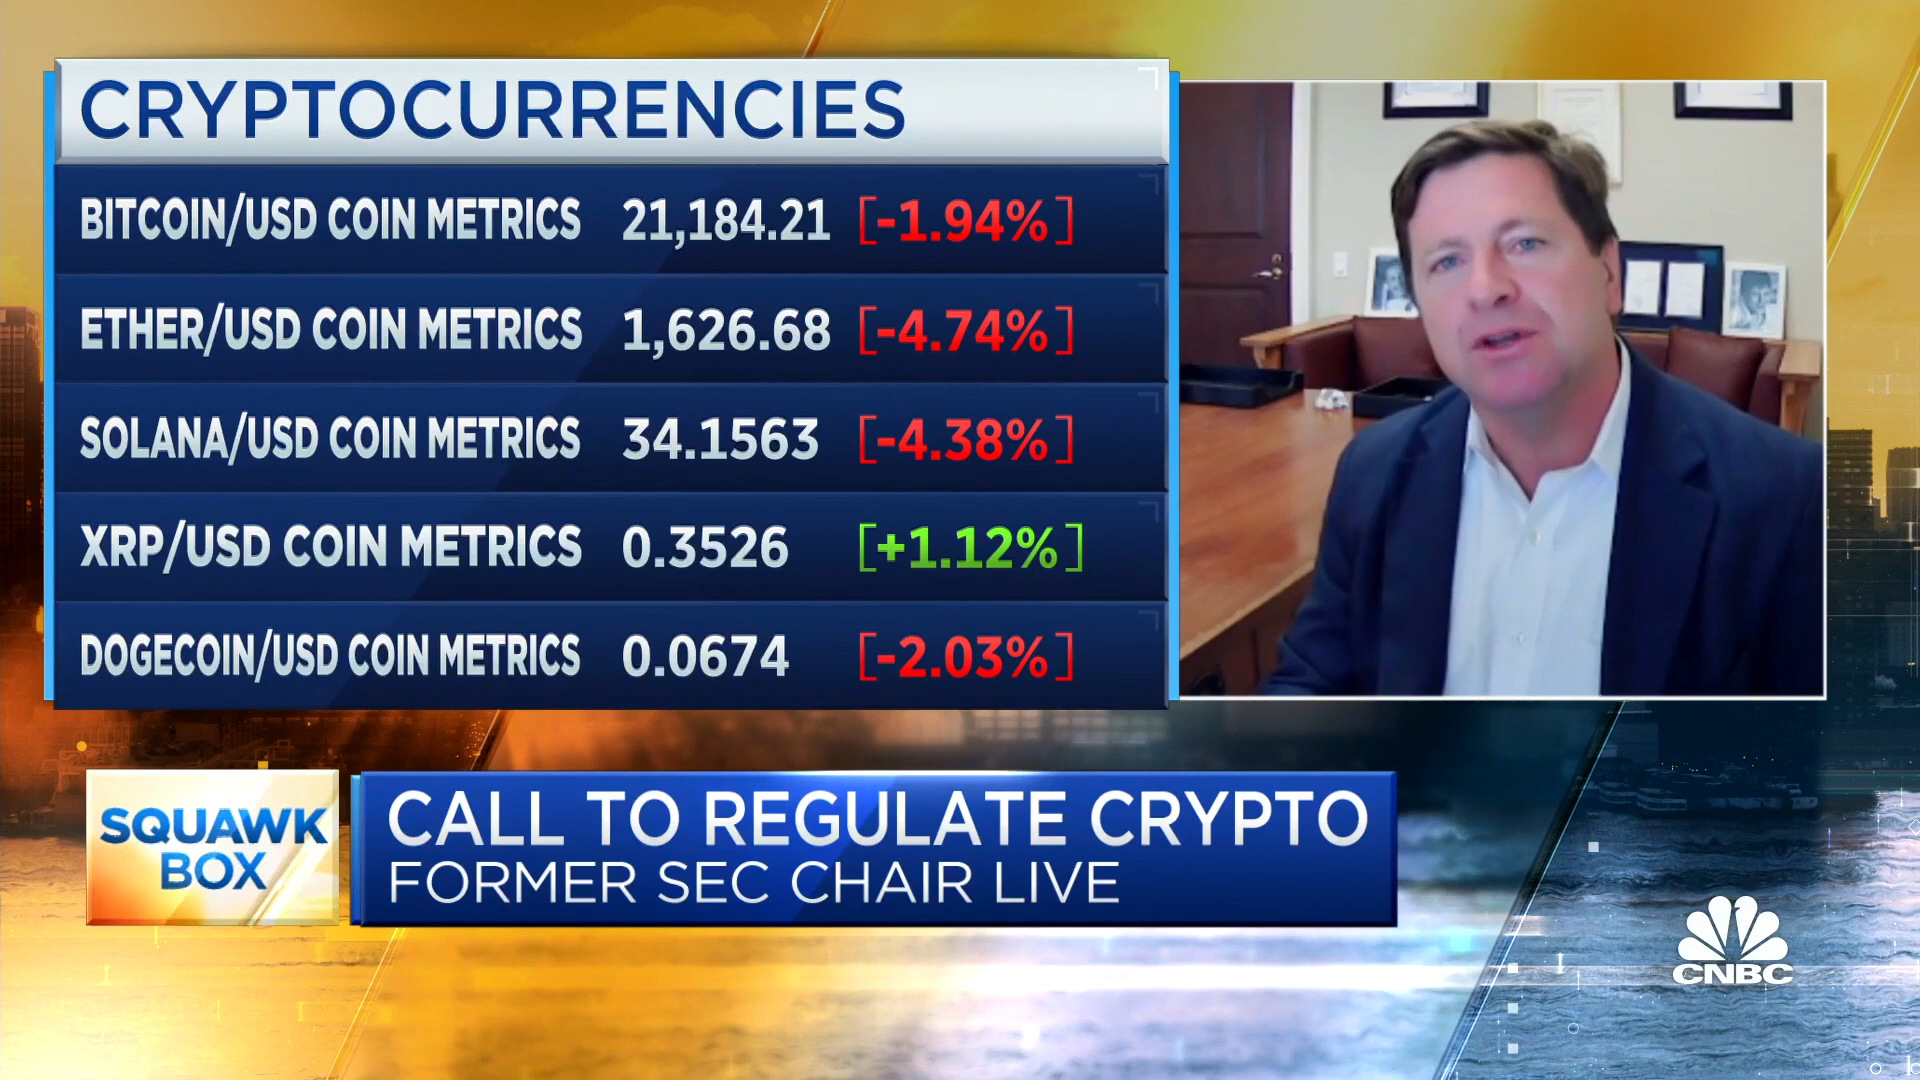 CRYPTOCURRENCIES
BITCOIN/USD COIN METRICS 21,184.21 [-1.94%]
ETHER/USD COIN METRICS 1,626.68 [-4.74%]
SOLANA/USD COIN METRICS 34.1563 [-4.38%]
XRP/USD COIN METRICS 0.3526 [+1.12%]
DOGECOIN/USD COIN METRICS 0.0674 [-2.03%]
SQUAWK
BOX
CALL TO REGULATE CRYPTO
FORMER SEC CHAIR LIVE
CNBC